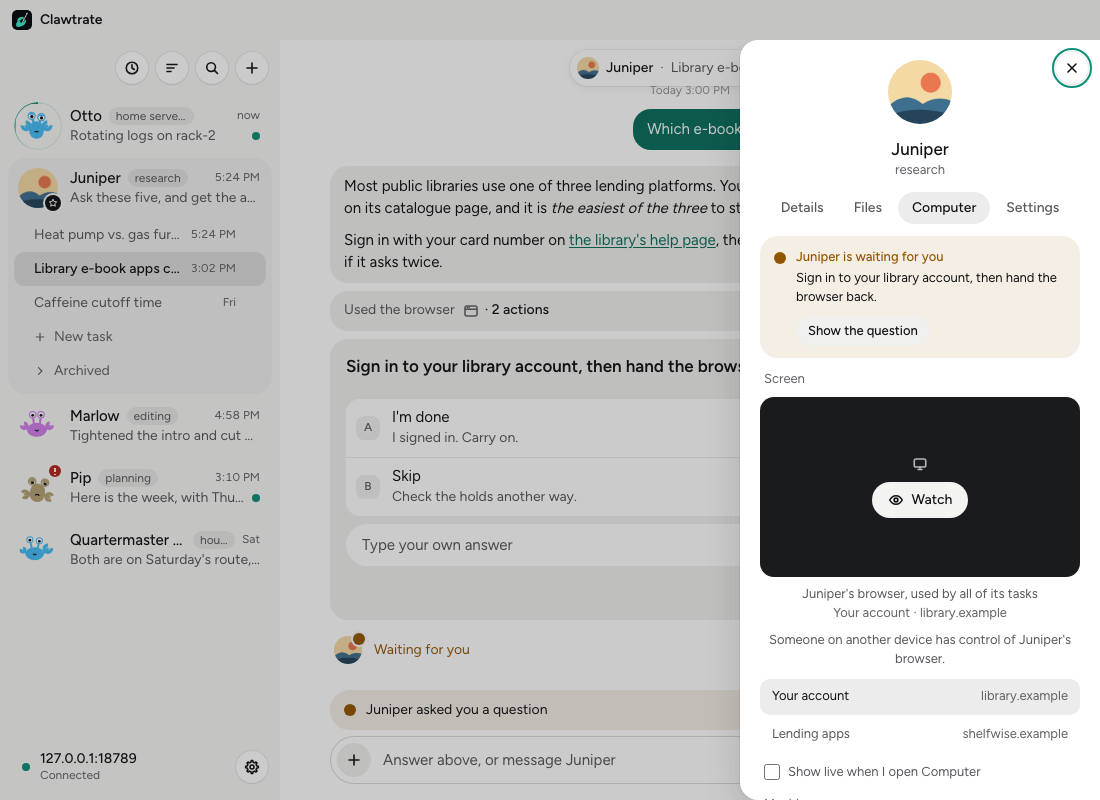 Clawtrate
Otto home serve... now
Rotating logs on rack-2
Juniper research 5:24 PM
Ask these five, and get the a...
Heat pump vs. gas fur... 5:24 PM
Library e-book apps c... 3:02 PM
Caffeine cutoff time Fri
New task
Archived
Marlow editing 4:58 PM
Tightened the intro and cut ...
Pip planning 3:10 PM
Here is the week, with Thu...
Quartermaster ... hou... Sat
Both are on Saturday's route,...
127.0.0.1:18789
Connected
Juniper · Library e-b
Today 3:00 PM
Which e-book
Most public libraries use one of three lending platforms. You
on its catalogue page, and it is the easiest of the three to st
Sign in with your card number on the library's help page, the
if it asks twice.
Used the browser · 2 actions
Sign in to your library account, then hand the brows
A I'm done
I signed in. Carry on.
B Skip
Check the holds another way.
Type your own answer
Waiting for you
Juniper asked you a question
Answer above, or message Juniper
Juniper
research
Details Files Computer Settings
Juniper is waiting for you
Sign in to your library account, then hand the
browser back.
Show the question
Screen
Watch
Juniper's browser, used by all of its tasks
Your account · library.example
Someone on another device has control of Juniper's
browser.
Your account library.example
Lending apps shelfwise.example
Show live when I open Computer